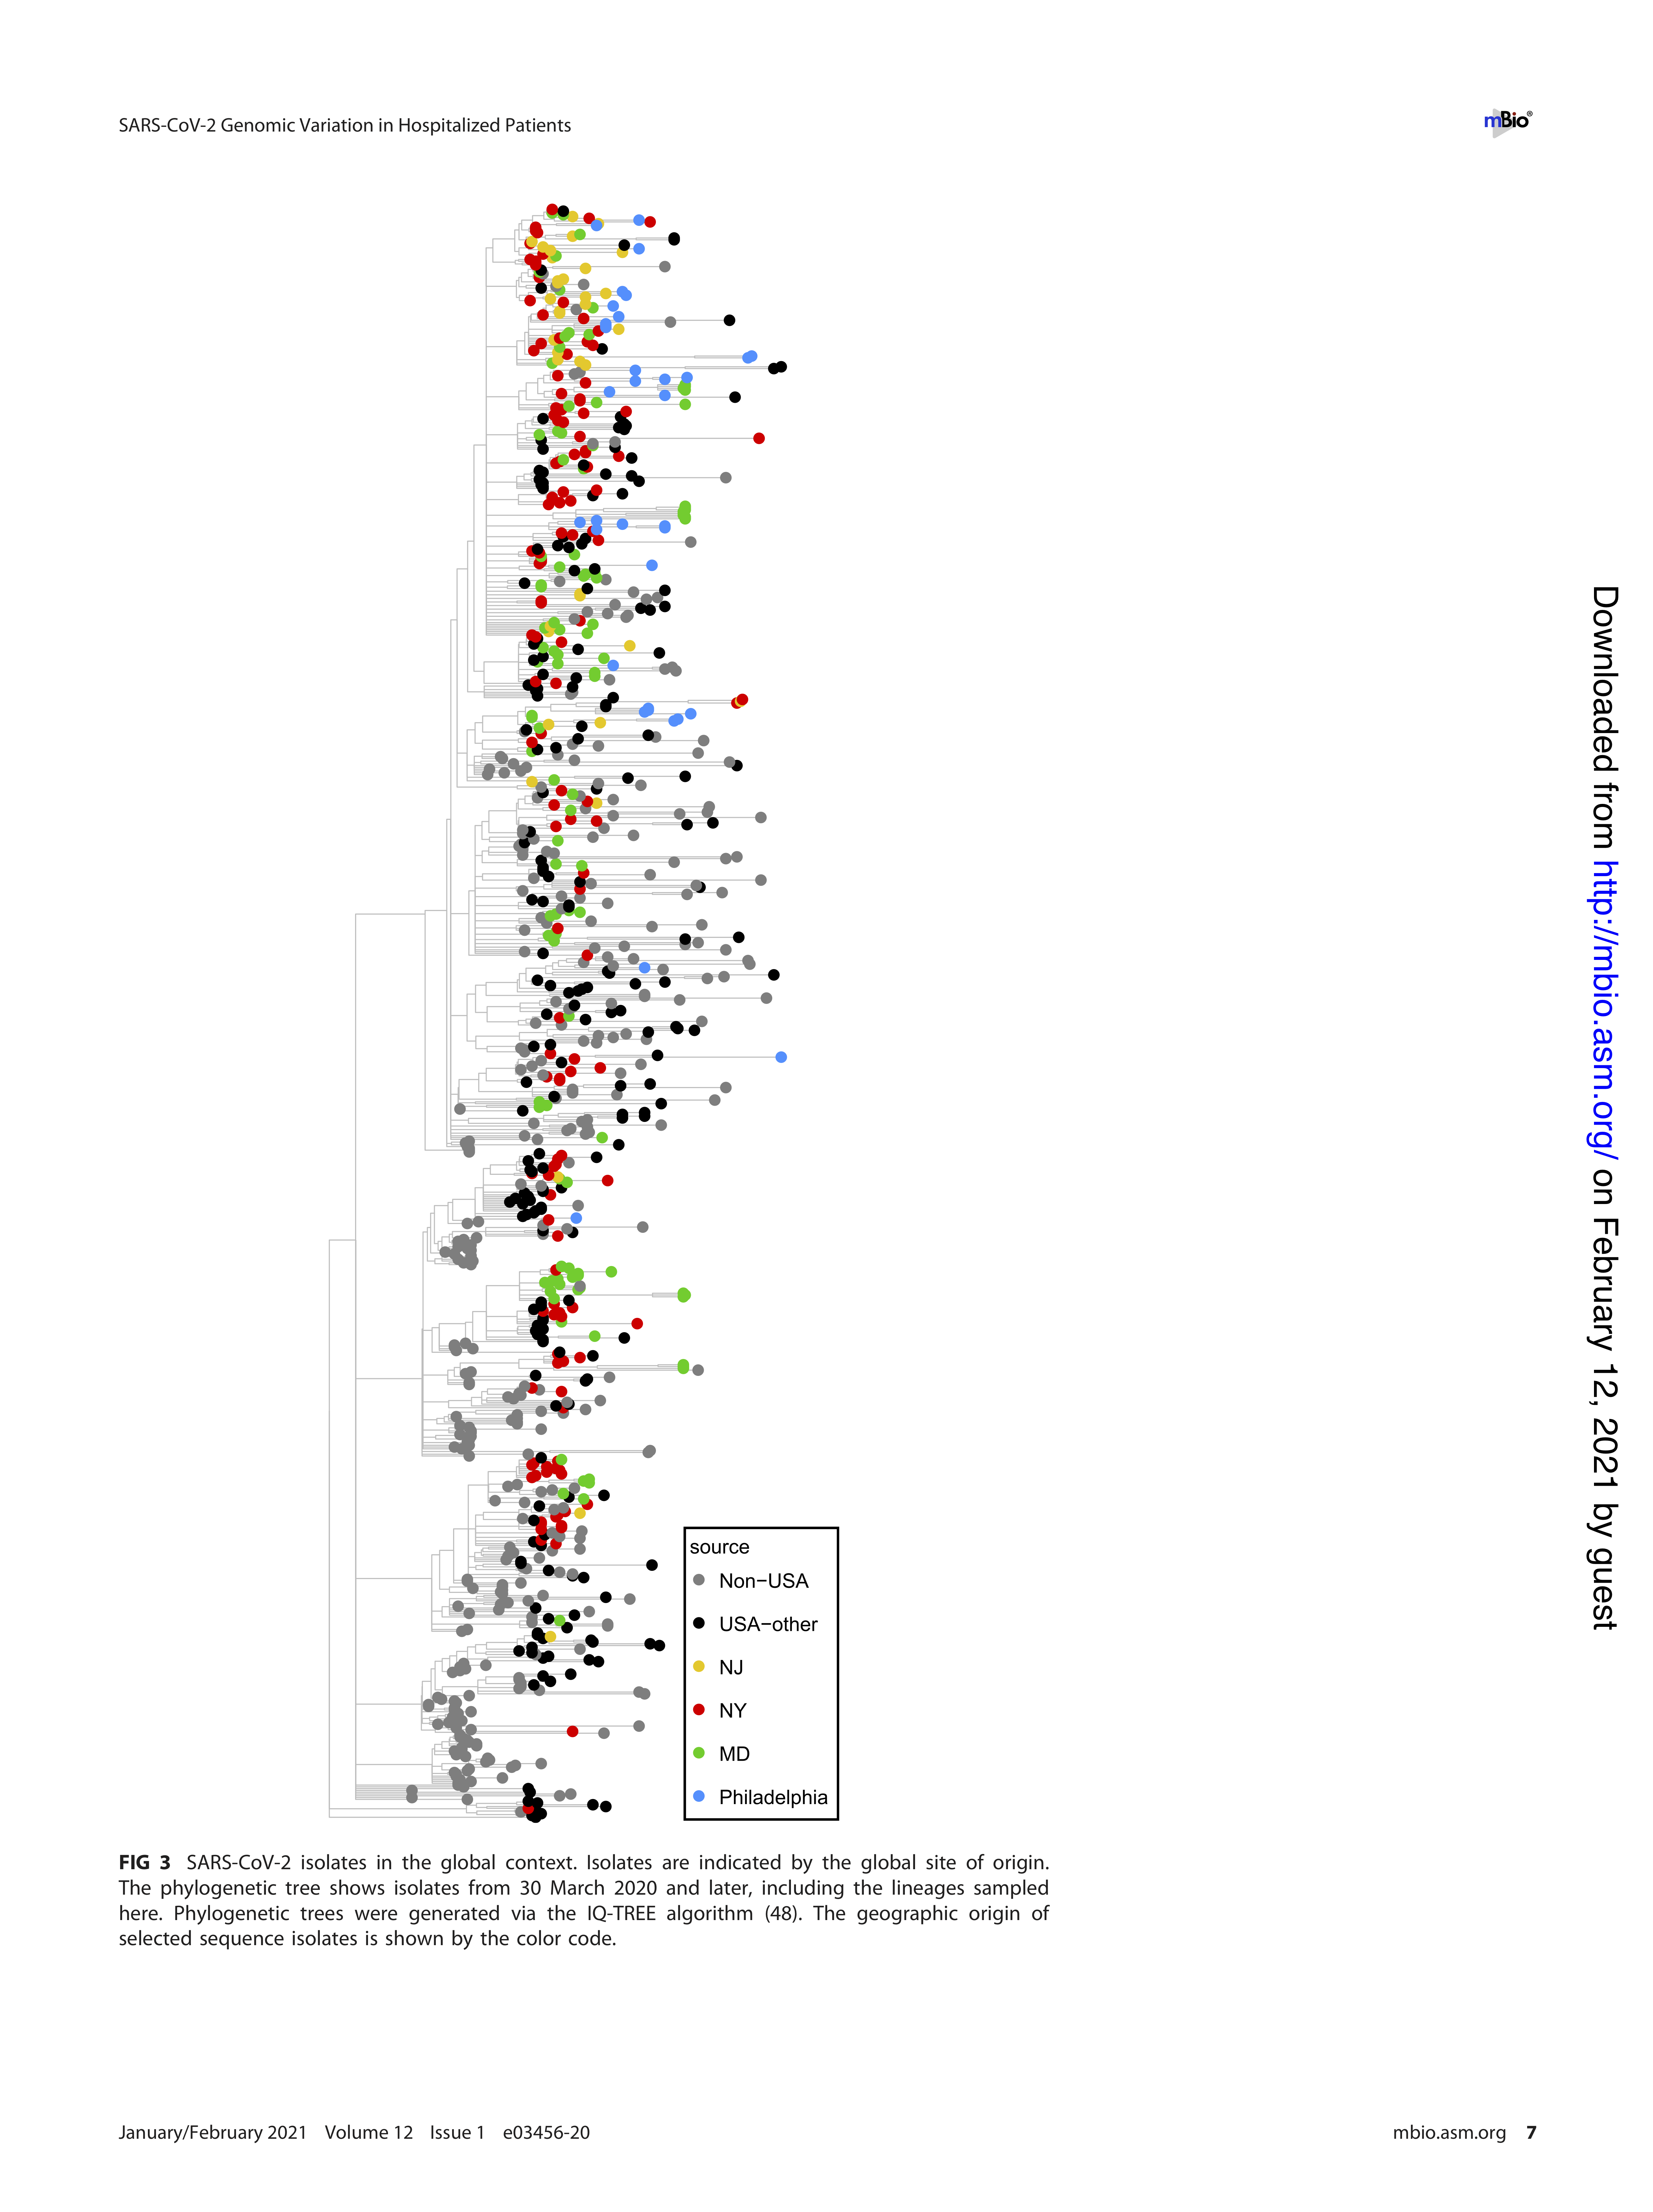 SARS-CoV-2 Genomic Variation in Hospitalized Patients
mBio®
source
Non−USA
USA−other
NJ
NY
MD
Philadelphia
FIG 3 SARS-CoV-2 isolates in the global context. Isolates are indicated by the global site of origin.
The phylogenetic tree shows isolates from 30 March 2020 and later, including the lineages sampled
here. Phylogenetic trees were generated via the IQ-TREE algorithm (48). The geographic origin of
selected sequence isolates is shown by the color code.
January/February 2021 Volume 12 Issue 1 e03456-20
mbio.asm.org 7
Downloaded from http://mbio.asm.org/ on February 12, 2021 by guest